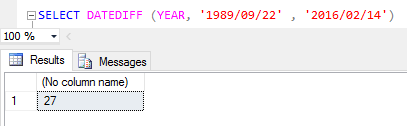 SELECT DATEDIFF (YEAR, '1989/09/22' , '2016/02/14')
100 %
Results Messages
(No column name)
1 27